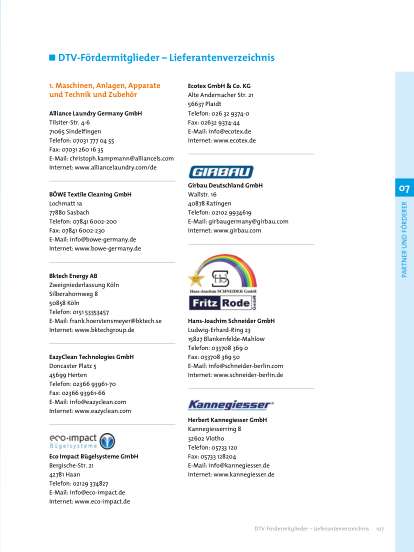 DTV-Fördermitglieder – Lieferantenverzeichnis
1. Maschinen, Anlagen, Apparate
und Technik und Zubehör
Alliance Laundry Germany GmbH
Tilsiter-Str. 4-6
71065 Sindelfingen
Telefon: 07031 777 04 55
Fax: 07031 260 16 35
E-Mail: christoph.kampmann@alliancels.com
Internet: www.alliancelaundry.com/de
BÖWE Textile Cleaning GmbH
Lochmatt 1a
77880 Sasbach
Telefon: 07841 6002-200
Fax: 07841 6002-230
E-Mail: info@bowe-germany.de
Internet: www.bowe-germany.de
Bktech Energy AB
Zweigniederlassung Köln
Silberahornweg 8
50858 Köln
Telefon: 0151 53353457
E-Mail: frank.hoerstensmeyer@bktech.se
Internet: www.bktechgroup.de
EazyClean Technologies GmbH
Doncaster Platz 5
45699 Herten
Telefon: 02366 93961-70
Fax: 02366 93961-66
E-Mail: info@eazyclean.com
Internet: www.eazyclean.com
eco-impact
Bügelsysteme
Eco Impact Bügelsysteme GmbH
Bergische-Str. 21
42781 Haan
Telefon: 02129 374827
E-Mail: info@eco-impact.de
Internet: www.eco-impact.de
Ecotex GmbH & Co. KG
Alte Andernacher Str. 21
56637 Plaidt
Telefon: 026 32 9374-0
Fax: 02632 9374-44
E-Mail: info@ecotex.de
Internet: www.ecotex.de
GIRBAU
Girbau Deutschland GmbH
Wallstr. 16
40878 Ratingen
Telefon: 02102 9934619
E-Mail: girbaugermany@girbau.com
Internet: www.girbau.com
Hans-Joachim SCHNEIDER GmbH
Fritz Rode
GmbH
Hans-Joachim Schneider GmbH
Ludwig-Erhard-Ring 23
15827 Blankenfelde-Mahlow
Telefon: 033708 369-0
Fax: 033708 369 50
E-Mail: info@schneider-berlin.com
Internet: www.schneider-berlin.de
Kannegiesser
Herbert Kannegiesser GmbH
Kannegiesserring 8
32602 Vlotho
Telefon: 05733 120
Fax: 05733 128204
E-Mail: info@kannegiesser.de
Internet: www.kannegiesser.de
07
PARTNER UND FÖRDERER
DTV-Fördermitglieder – Lieferantenverzeichnis 107